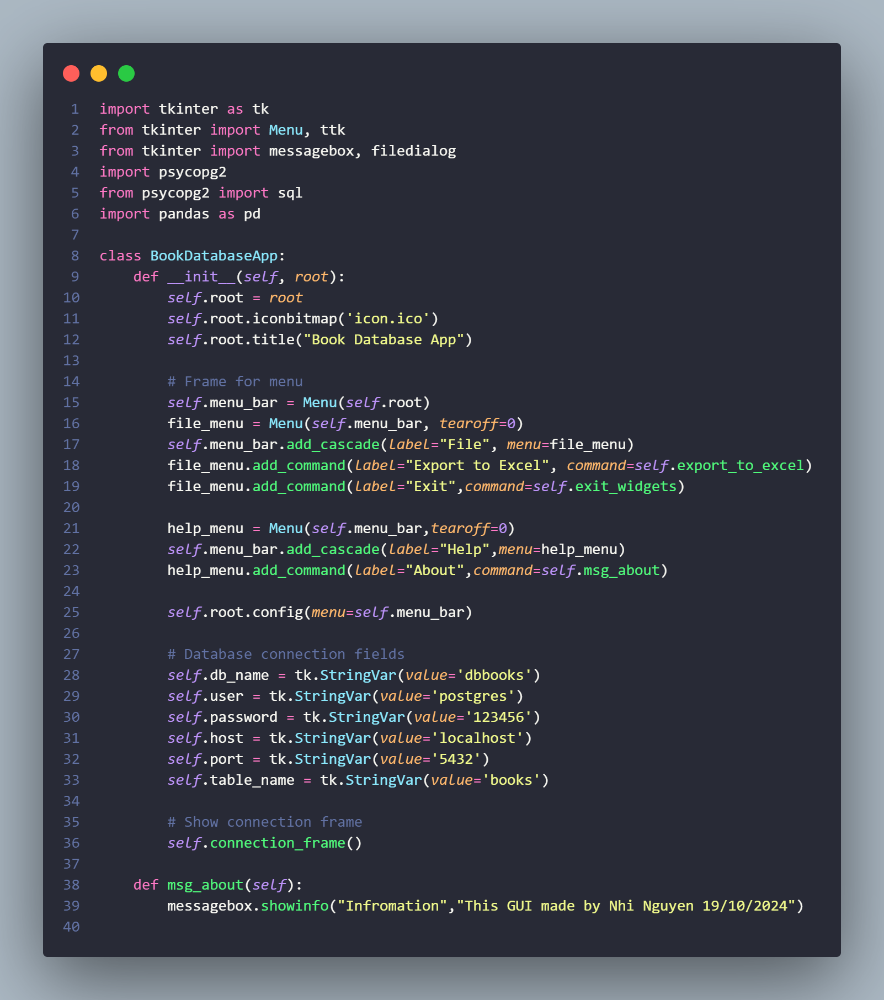 1 import tkinter as tk
2 from tkinter import Menu, ttk
3 from tkinter import messagebox, filedialog
4 import psycopg2
5 from psycopg2 import sql
6 import pandas as pd
7
8 class BookDatabaseApp:
9     def __init__(self, root):
10         self.root = root
11         self.root.iconbitmap('icon.ico')
12         self.root.title("Book Database App")
13
14         # Frame for menu
15         self.menu_bar = Menu(self.root)
16         file_menu = Menu(self.menu_bar, tearoff=0)
17         self.menu_bar.add_cascade(label="File", menu=file_menu)
18         file_menu.add_command(label="Export to Excel", command=self.export_to_excel)
19         file_menu.add_command(label="Exit",command=self.exit_widgets)
20
21         help_menu = Menu(self.menu_bar,tearoff=0)
22         self.menu_bar.add_cascade(label="Help",menu=help_menu)
23         help_menu.add_command(label="About",command=self.msg_about)
24
25         self.root.config(menu=self.menu_bar)
26
27         # Database connection fields
28         self.db_name = tk.StringVar(value='dbbooks')
29         self.user = tk.StringVar(value='postgres')
30         self.password = tk.StringVar(value='123456')
31         self.host = tk.StringVar(value='localhost')
32         self.port = tk.StringVar(value='5432')
33         self.table_name = tk.StringVar(value='books')
34
35         # Show connection frame
36         self.connection_frame()
37
38     def msg_about(self):
39         messagebox.showinfo("Infromation","This GUI made by Nhi Nguyen 19/10/2024")
40